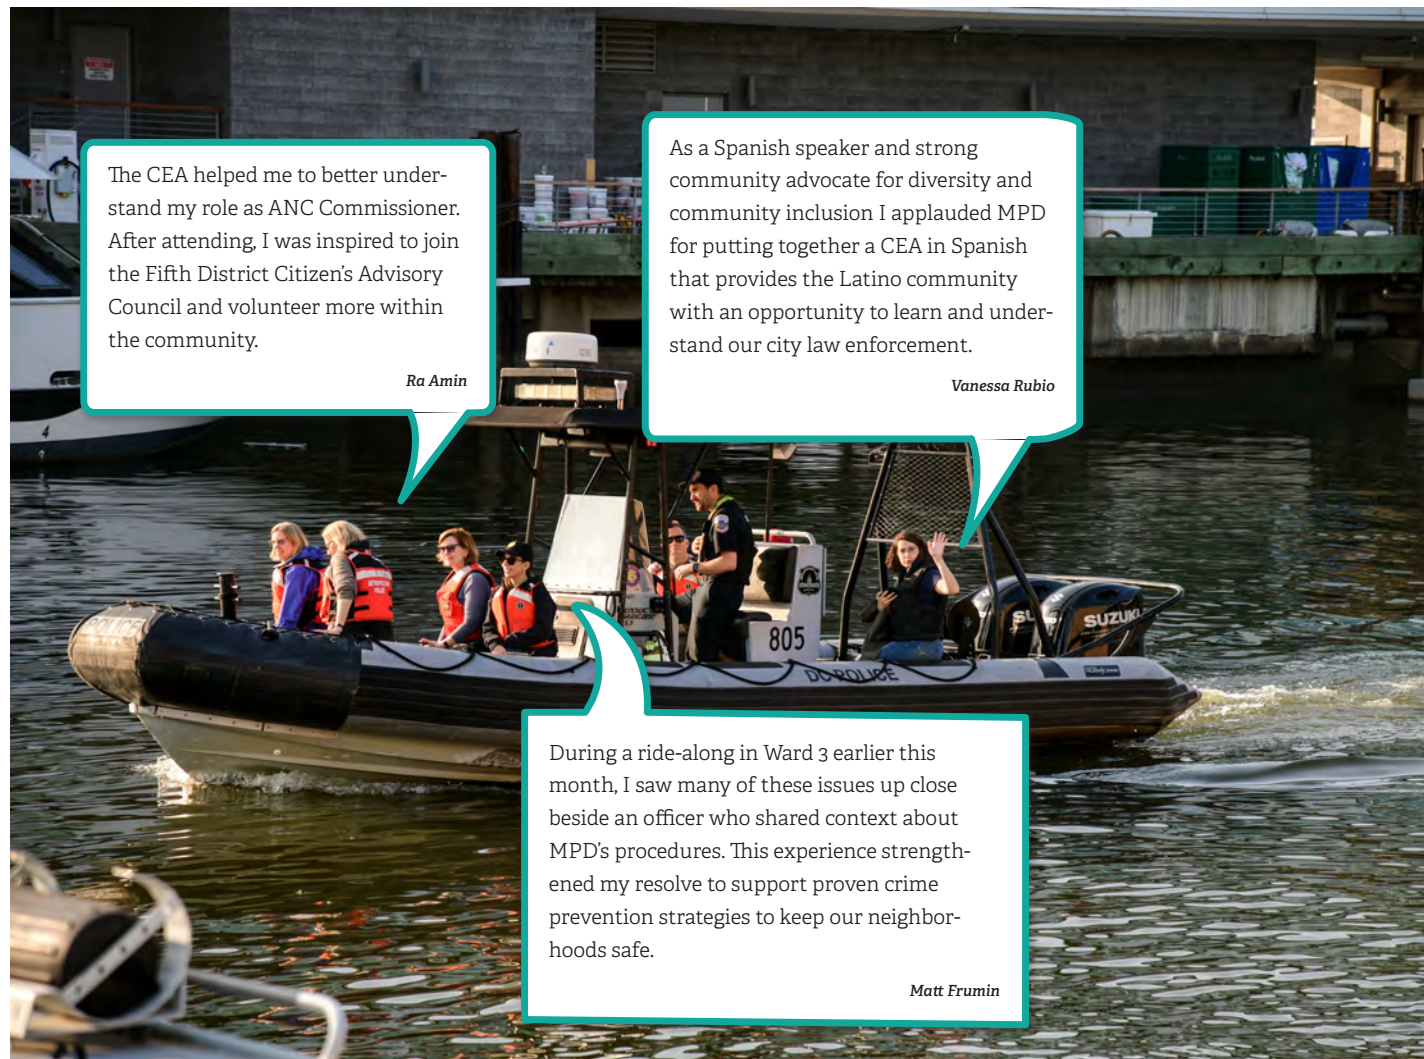 The CEA helped me to better under-
stand my role as ANC Commissioner.
After attending, I was inspired to join
the Fifth District Citizen's Advisory
Council and volunteer more within
the community.
Ra Amin
As a Spanish speaker and strong
community advocate for diversity and
community inclusion I applauded MPD
for putting together a CEA in Spanish
that provides the Latino community
with an opportunity to learn and under-
stand our city law enforcement.
Vanessa Rubio
4
POLICE
805
SU
SUZUKI
DC POLICE
During a ride-along in Ward 3 earlier this
month, I saw many of these issues up close
beside an officer who shared context about
MPD's procedures. This experience strength-
ened my resolve to support proven crime
prevention strategies to keep our neighbor-
hoods safe.
Matt Frumin